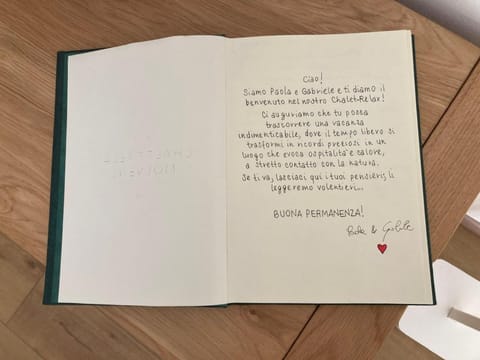 Ciao!
Siamo Paola e Gabriele e ti diamo il
benvenuto nel nostro Chalet-Relax!
Ci auguriamo che tu possa
trascorrere una vacanza
indimenticabile, dove il tempo libero si
trasformi in ricordi preziosi in un
luogo che evoca ospitalità e calore,
a stretto contatto con la natura.
Se ti va, lasciaci qui i tuoi pensieri, li
leggeremo volentieri...
BUONA PERMANENZA!
Paola & Gabriele